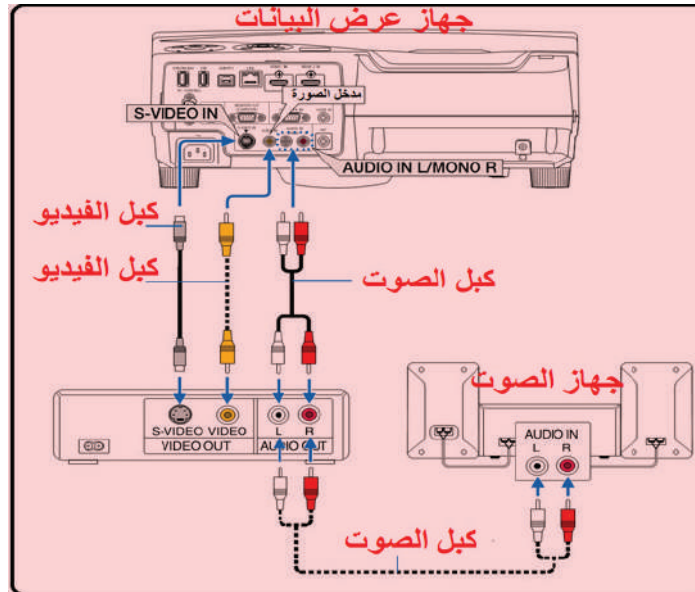 جهاز عرض البيانات
مدخل الصورة
S-VIDEO IN
AUDIO IN L/MONO R
كبل الفيديو
كبل الفيديو
كبل الصوت
جهاز الصوت
S-VIDEO VIDEO
VIDEO OUT
L R
AUDIO OUT
AUDIO IN
L R
كبل الصوت